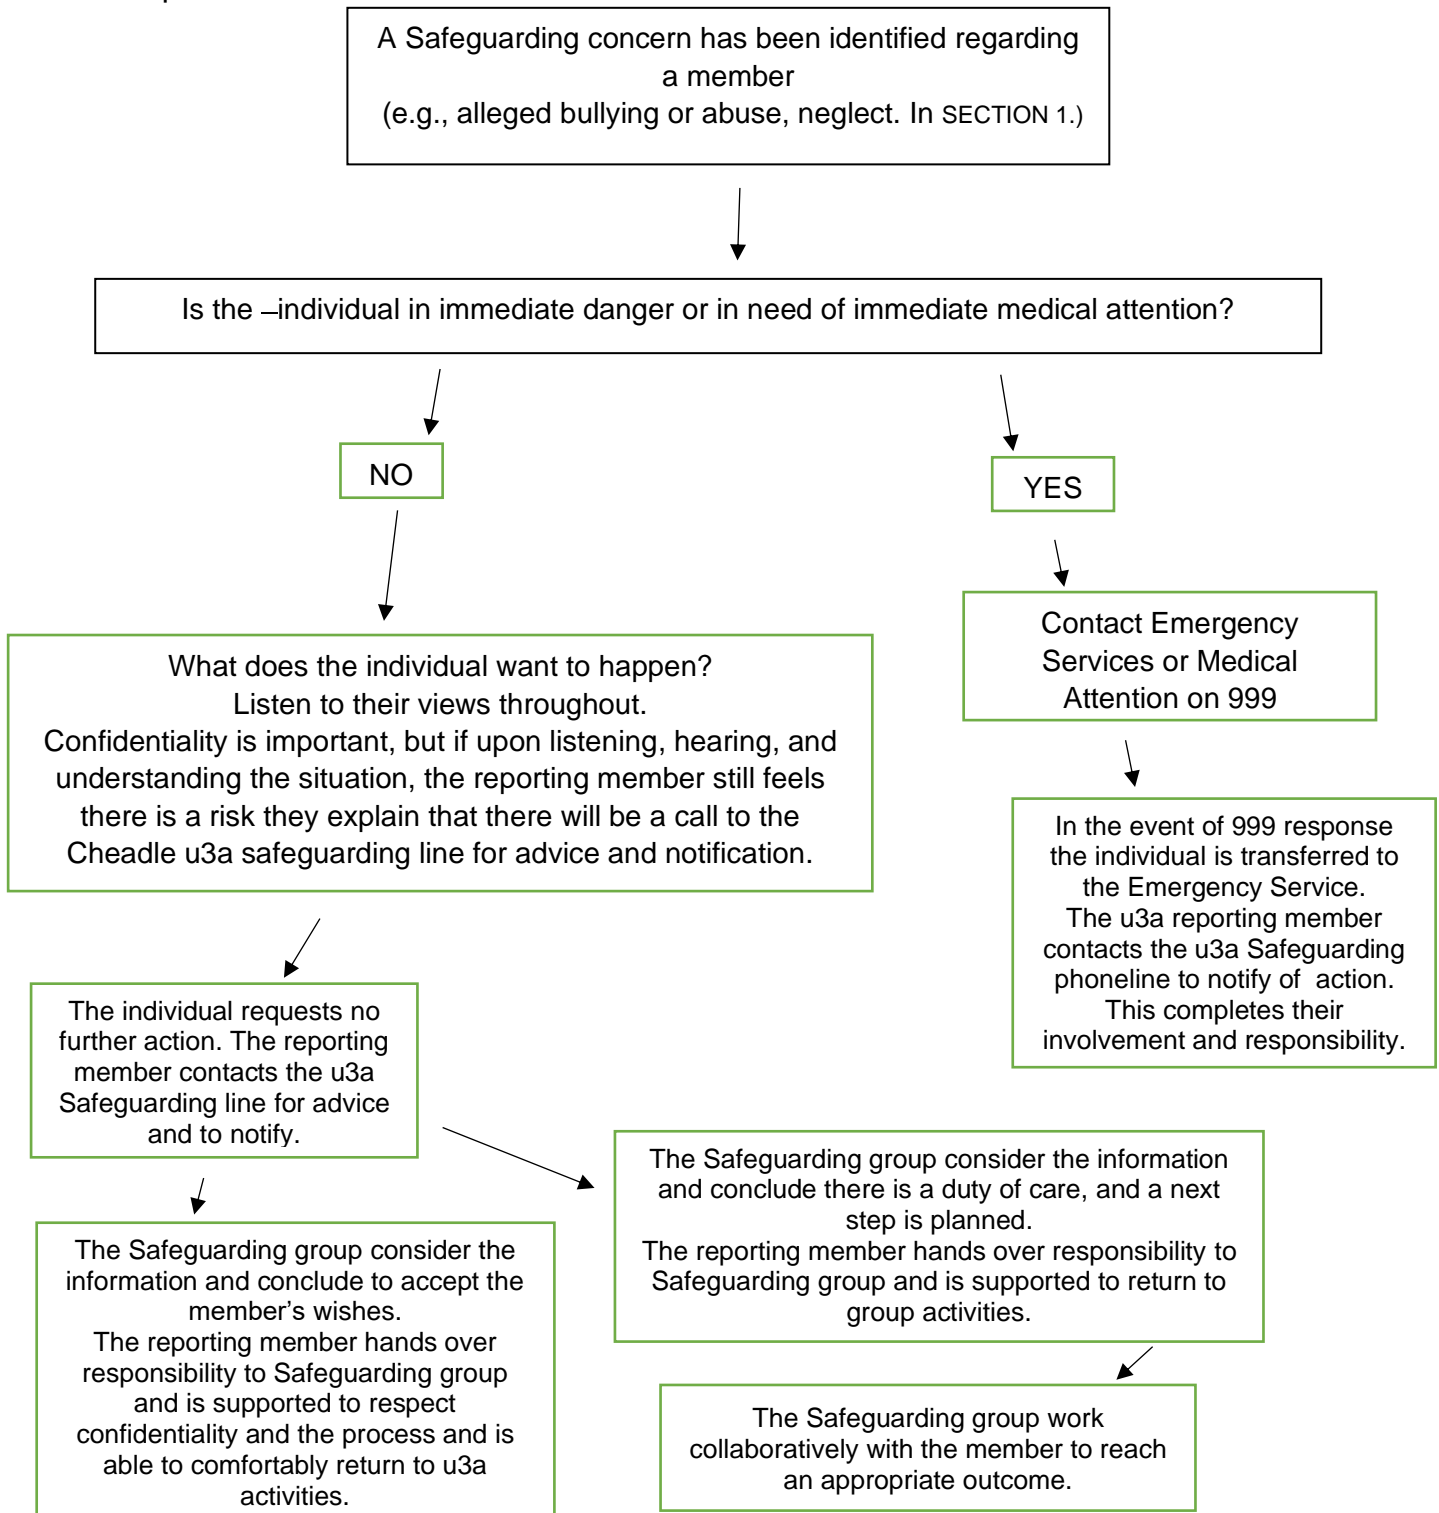 A Safeguarding concern has been identified regarding
a member
(e.g., alleged bullying or abuse, neglect. In SECTION 1.)
Is the –individual in immediate danger or in need of immediate medical attention?
NO
YES
What does the individual want to happen?
Listen to their views throughout.
Confidentiality is important, but if upon listening, hearing, and
understanding the situation, the reporting member still feels
there is a risk they explain that there will be a call to the
Cheadle u3a safeguarding line for advice and notification.
Contact Emergency
Services or Medical
Attention on 999
In the event of 999 response
the individual is transferred to
the Emergency Service.
The u3a reporting member
contacts the u3a Safeguarding
phoneline to notify of action.
This completes their
involvement and responsibility.
The individual requests no
further action. The reporting
member contacts the u3a
Safeguarding line for advice
and to notify.
The Safeguarding group consider the information
and conclude there is a duty of care, and a next
step is planned.
The reporting member hands over responsibility to
Safeguarding group and is supported to return to
group activities.
The Safeguarding group consider the
information and conclude to accept the
member’s wishes.
The reporting member hands over
responsibility to Safeguarding group
and is supported to respect
confidentiality and the process and is
able to comfortably return to u3a
activities.
The Safeguarding group work
collaboratively with the member to reach
an appropriate outcome.